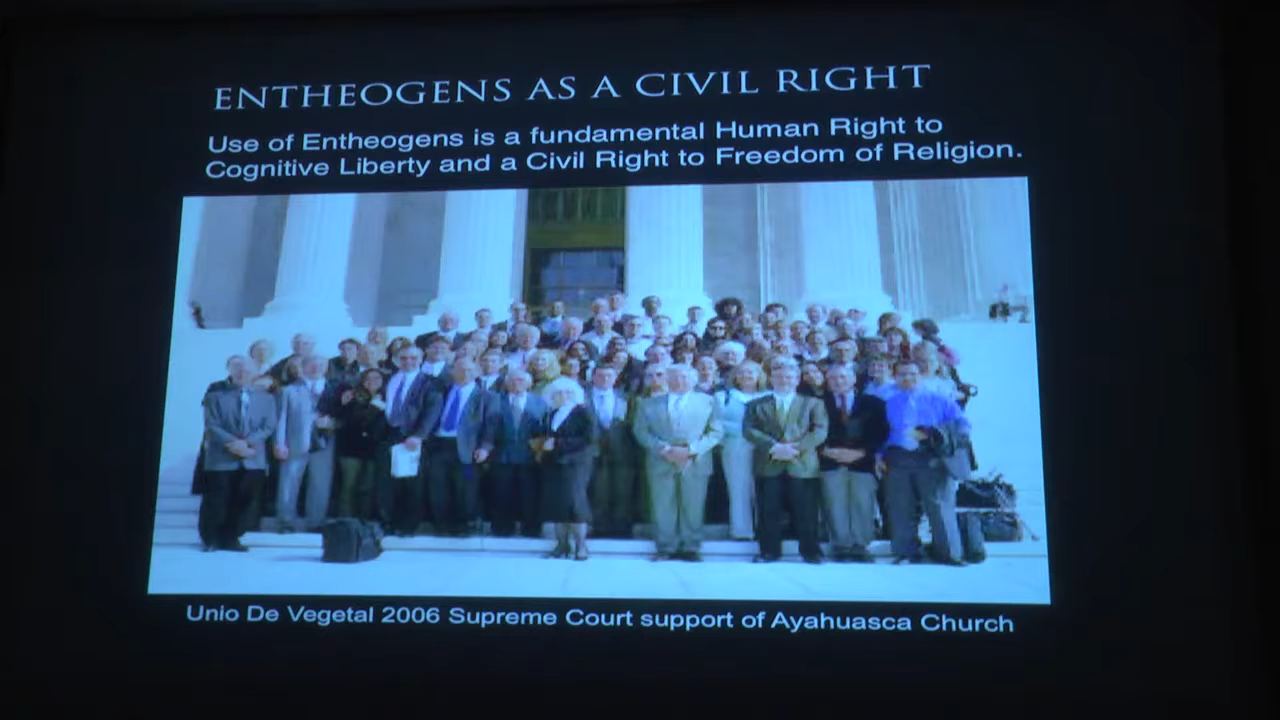 ENTHEOGENS AS A CIVIL RIGHT
Use of Entheogens is a fundamental Human Right to
Cognitive Liberty and a Civil Right to Freedom of Religion.
Unio De Vegetal 2006 Supreme Court support of Ayahuasca Church